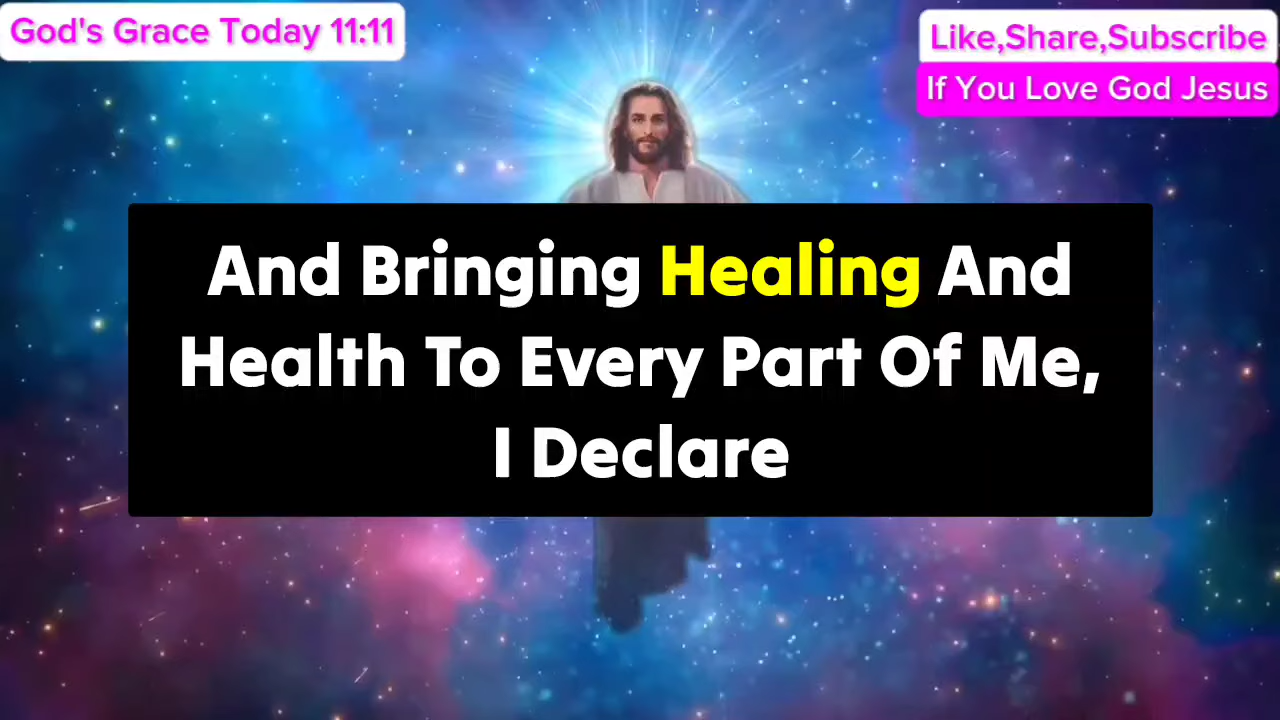 God's Grace Today 11:11
Like,Share,Subscribe
If You Love God Jesus
And Bringing Healing And
Health To Every Part Of Me,
I Declare